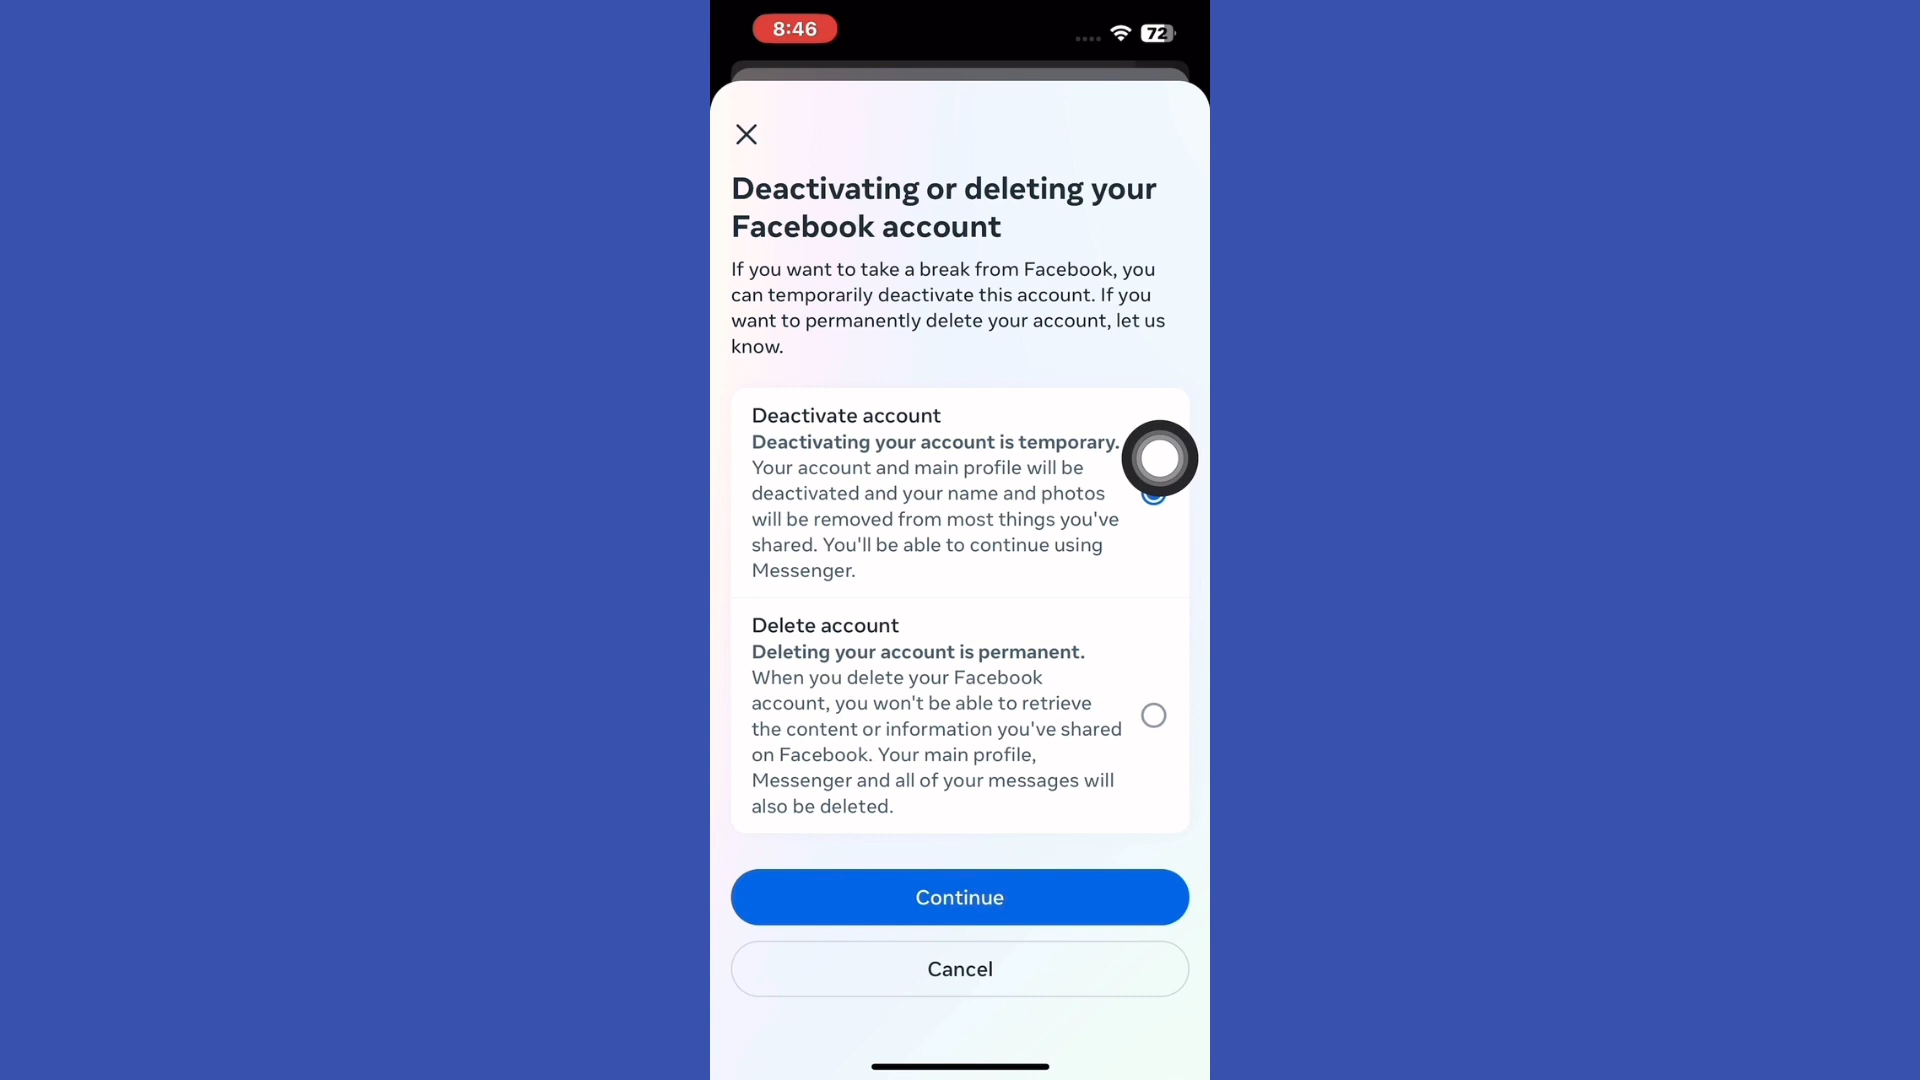 8:46
72
Deactivating or deleting your
Facebook account
If you want to take a break from Facebook, you
can temporarily deactivate this account. If you
want to permanently delete your account, let us
know.
Deactivate account
Deactivating your account is temporary.
Your account and main profile will be
deactivated and your name and photos
will be removed from most things you've
shared. You'll be able to continue using
Messenger.
Delete account
Deleting your account is permanent.
When you delete your Facebook
account, you won't be able to retrieve
the content or information you've shared
on Facebook. Your main profile,
Messenger and all of your messages will
also be deleted.
Continue
Cancel